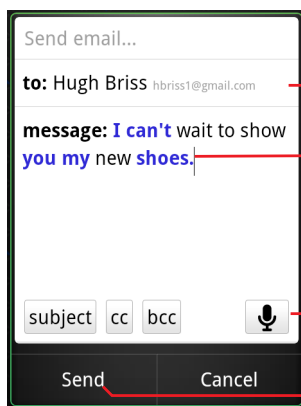 Send email...
to: Hugh Briss hbriss1@gmail.com
message: I can't wait to show
you my new shoes.
subject cc bcc
Send Cancel